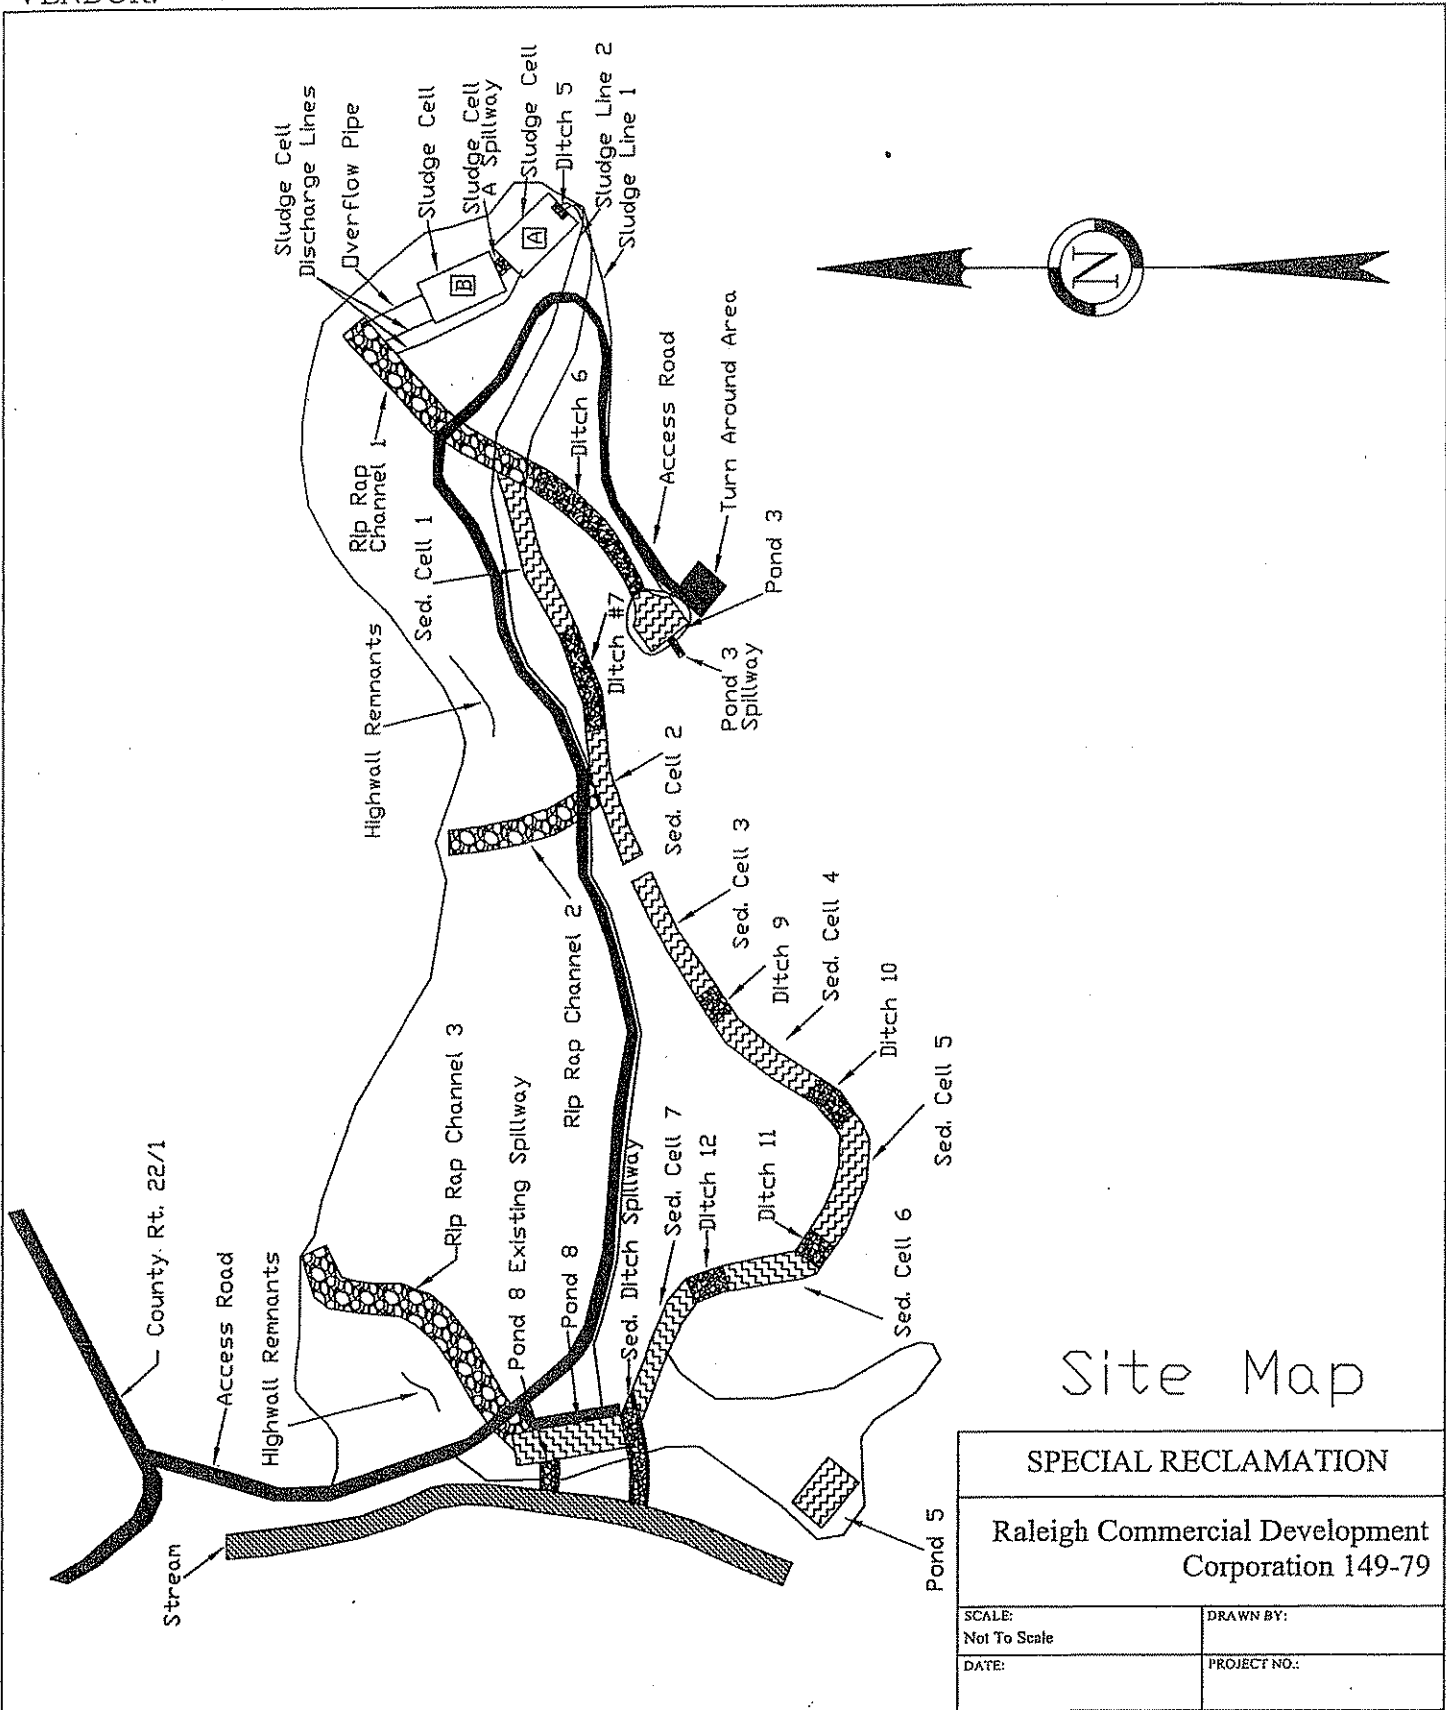 Sludge Cell
Discharge Lines
Overflow Pipe
Sludge Cell
Sludge Cell
A Spillway
Sludge Cell
Ditch 5
Sludge Line 2
Sludge Line 1
B
A
Rip Rap
Channel 1
Ditch 6
Access Road
Turn Around Area
N
Sed. Cell 1
Highwall Remnants
Ditch #7
Pond 3
Pond 3
Spillway
Sed. Cell 2
Rip Rap Channel 2
Sed. Cell 3
Ditch 9
Sed. Cell 4
Ditch 10
Sed. Cell 5
Rip Rap Channel 3
Pond 8 Existing Spillway
Pond 8
Sed. Ditch Spillway
Sed. Cell 7
Ditch 12
Ditch 11
Sed. Cell 6
County Rt. 22/1
Access Road
Highwall Remnants
Stream
Pond 5
Site Map
SPECIAL RECLAMATION
Raleigh Commercial Development
Corporation 149-79
SCALE:
Not To Scale
DRAWN BY:
DATE:
PROJECT NO.: